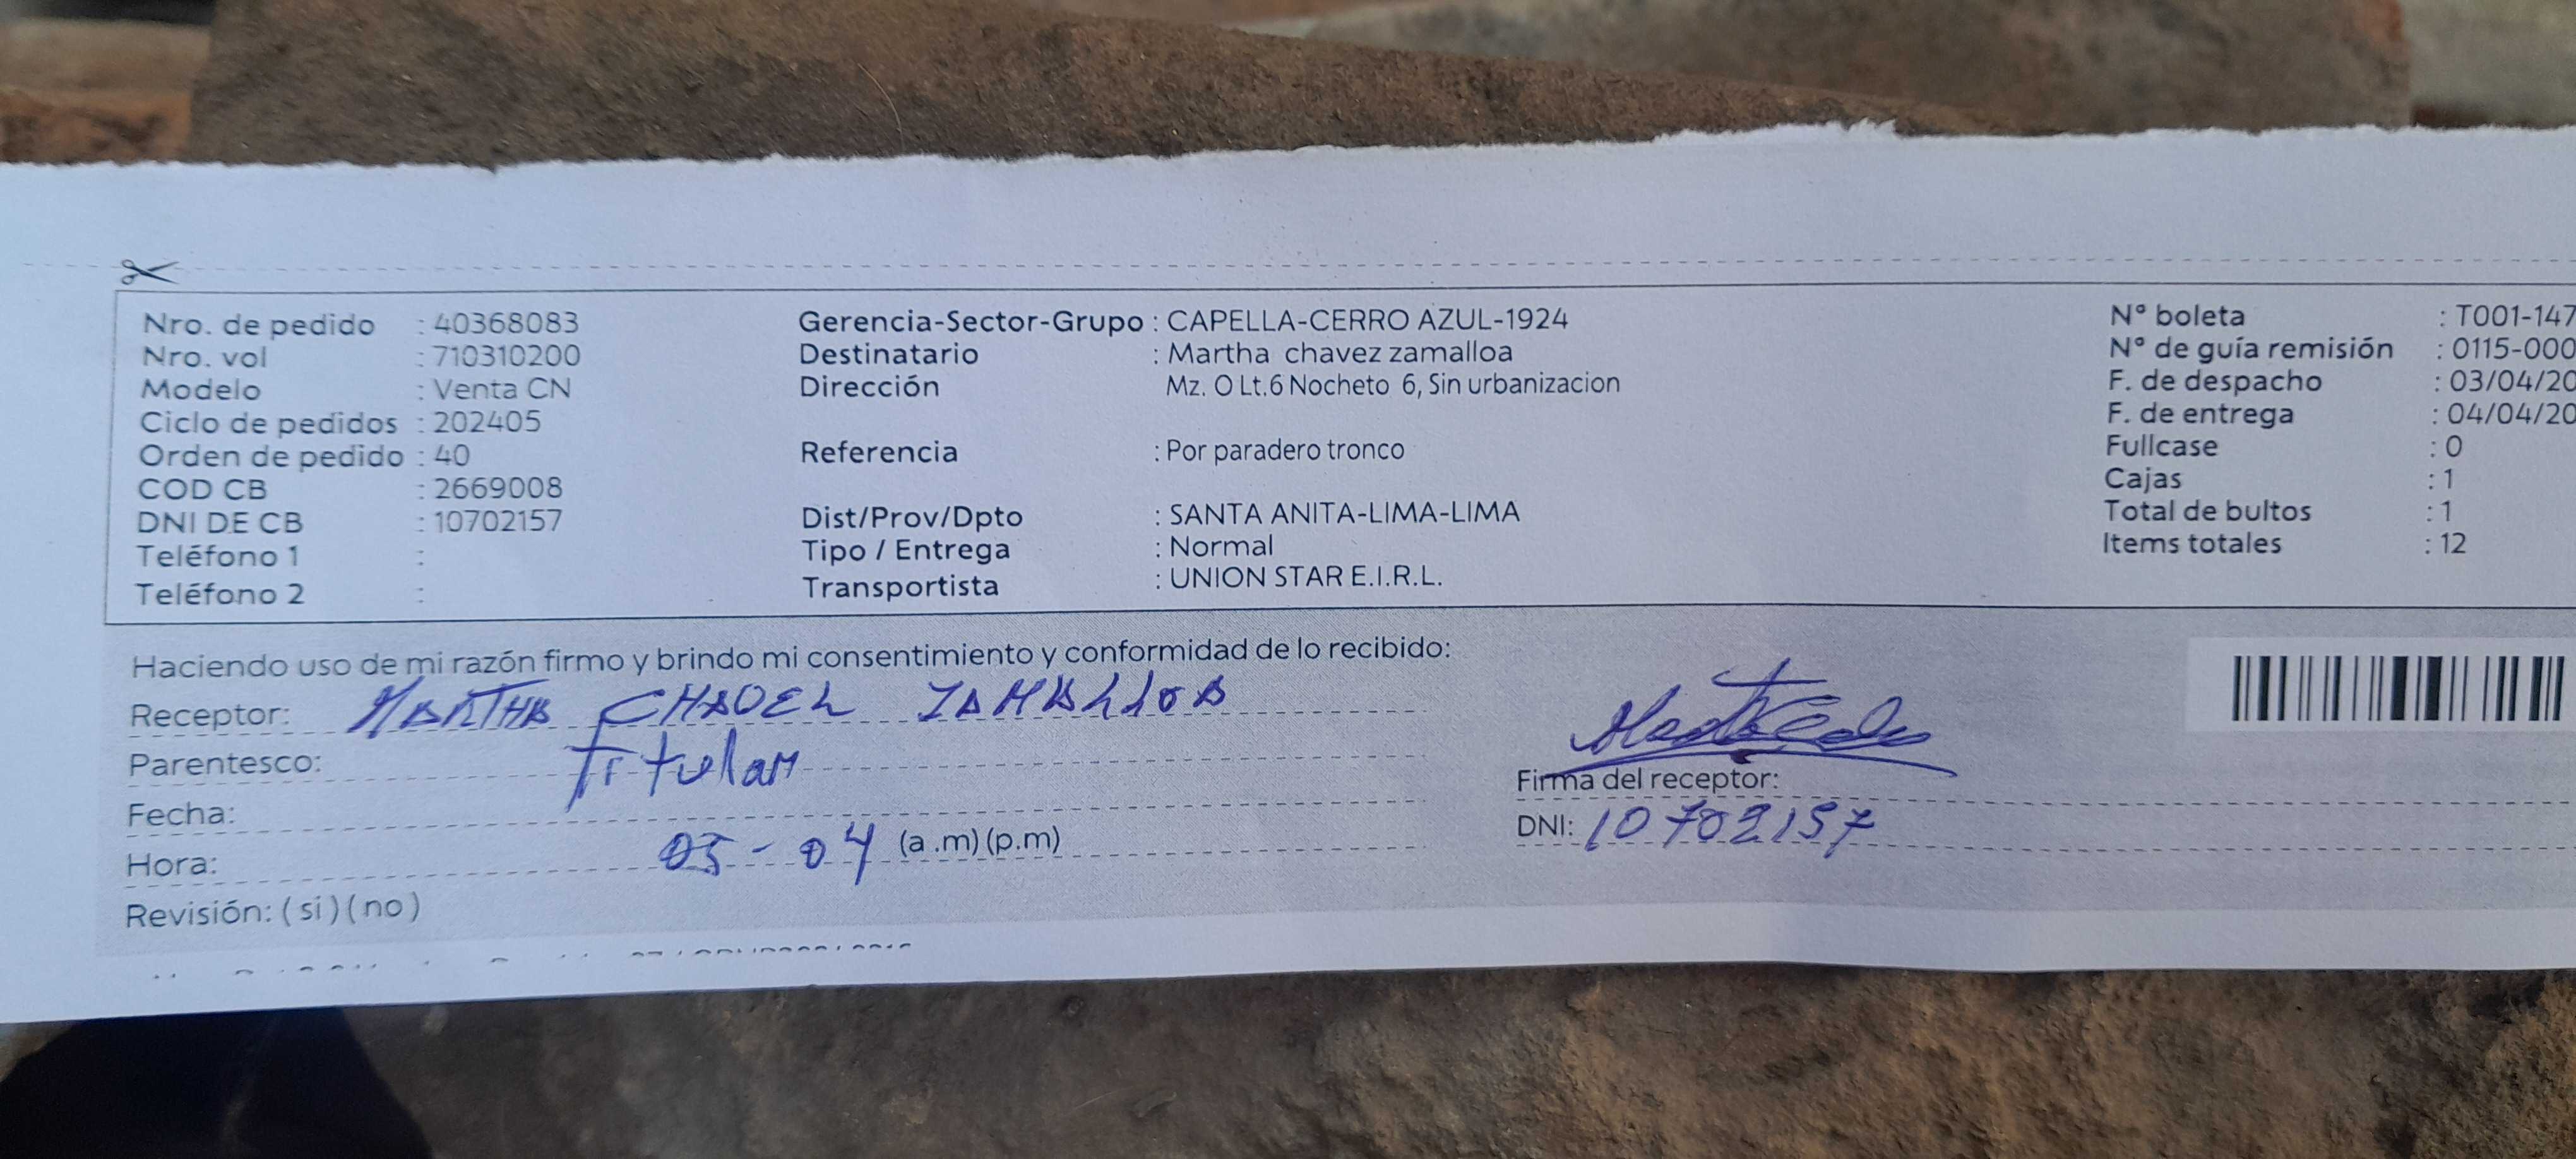 Nro. de pedido : 40368083
Nro. vol : 710310200
Modelo : Venta CN
Ciclo de pedidos : 202405
Orden de pedido : 40
COD CB : 2669008
DNI DE CB : 10702157
Teléfono 1 :
Teléfono 2 :
Gerencia-Sector-Grupo : CAPELLA-CERRO AZUL-1924
Destinatario : Martha chavez zamalloa
Dirección Mz. O Lt.6 Nocheto 6, Sin urbanizacion
Referencia : Por paradero tronco
Dist/Prov/Dpto : SANTA ANITA-LIMA-LIMA
Tipo / Entrega : Normal
Transportista : UNION STAR E.I.R.L.
N° boleta : T001-147
N° de guía remisión : 0115-000
F. de despacho : 03/04/20
F. de entrega : 04/04/20
Fullcase : 0
Cajas : 1
Total de bultos : 1
Items totales : 12
Haciendo uso de mi razón firmo y brindo mi consentimiento y conformidad de lo recibido:
Receptor: MARTHA CHAVEZ ZAMALLOA
Parentesco: Titular
Fecha:
Hora: 05-04 (a .m) (p.m)
Revisión: ( si ) ( no )
Firma del receptor:
DNI: 10702157